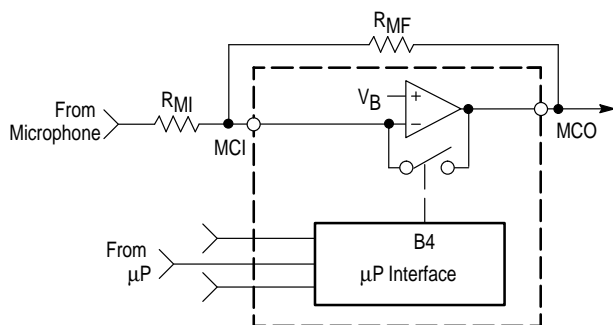 RMF
VB
+
−
RMI
From
Microphone
MCI
MCO
B4
µP Interface
From
µP